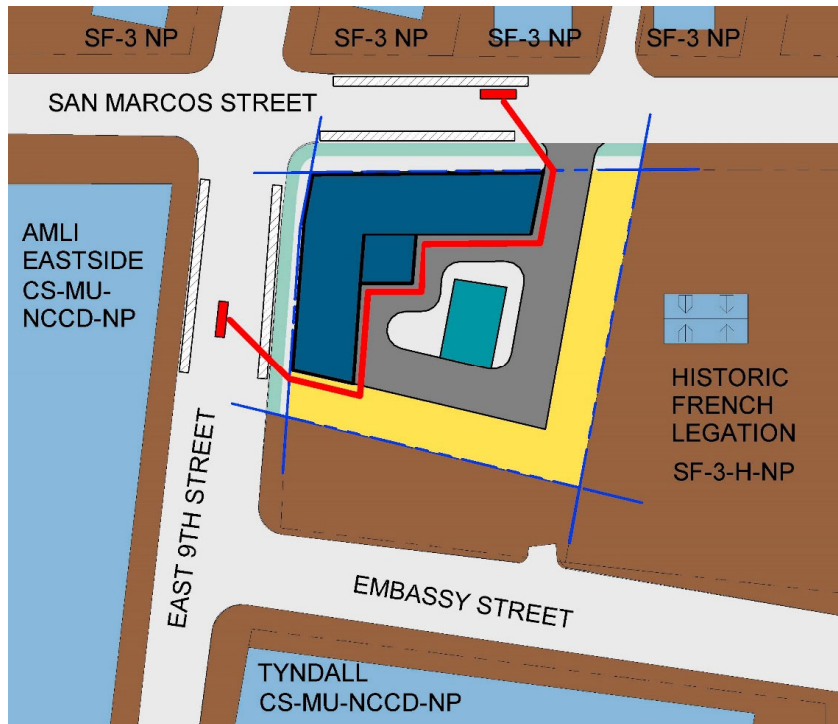 SF-3 NP
SF-3 NP
SF-3 NP
SF-3 NP
SAN MARCOS STREET
AMLI
EASTSIDE
CS-MU-
NCCD-NP
HISTORIC
FRENCH
LEGATION
SF-3-H-NP
EAST 9TH STREET
EMBASSY STREET
TYNDALL
CS-MU-NCCD-NP